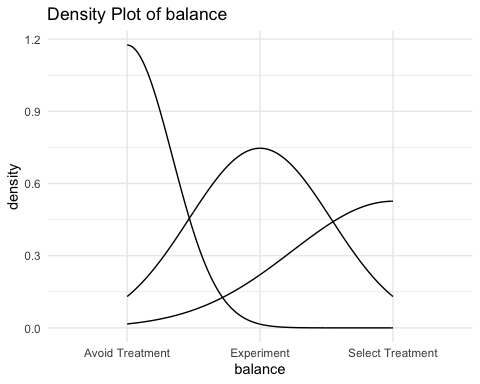 Density Plot of balance
1.2
0.9
0.6
0.3
0.0
density
Avoid Treatment
Experiment
Select Treatment
balance